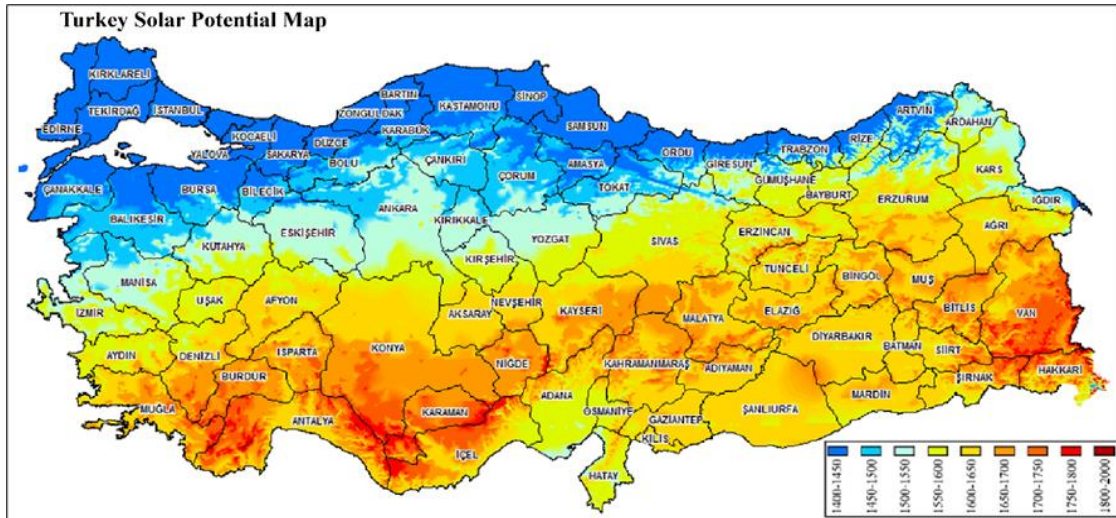 Turkey Solar Potential Map
KIRKLARELİ
TEKİRDAĞ
İSTANBUL
EDİRNE
KOCAELİ
YALOVA
SAKARYA
DÜZCE
ZONGULDAK
BARTIN
KARABÜK
KASTAMONU
SİNOP
SAMSUN
BOLU
ÇANKIRI
ÇORUM
AMASYA
ORDU
GİRESUN
TRABZON
RİZE
ARTVİN
ARDAHAN
ÇANAKKALE
BURSA
BİLECİK
TOKAT
GÜMÜŞHANE
BAYBURT
KARS
BALIKESİR
ESKİŞEHİR
ANKARA
KIRIKKALE
YOZGAT
SİVAS
ERZİNCAN
ERZURUM
IĞDIR
AĞRI
KUTAHYA
KIRŞEHİR
TUNCELİ
BİNGÖL
MUŞ
MANİSA
UŞAK
AFYON
NEVŞEHİR
AKSARAY
KAYSERİ
MALATYA
ELAZIĞ
BİTLİS
VAN
İZMİR
DİYARBAKIR
AYDIN
DENİZLİ
ISPARTA
KONYA
NİĞDE
KAHRAMANMARAŞ
ADIYAMAN
BATMAN
SİİRT
BURDUR
ŞIRNAK
HAKKARİ
MUĞLA
ANTALYA
KARAMAN
ADANA
OSMANİYE
GAZİANTEP
ŞANLIURFA
MARDİN
İÇEL
KİLİS
HATAY
1400-1450
1450-1500
1500-1550
1550-1600
1600-1650
1650-1700
1700-1750
1750-1800
1800-2000